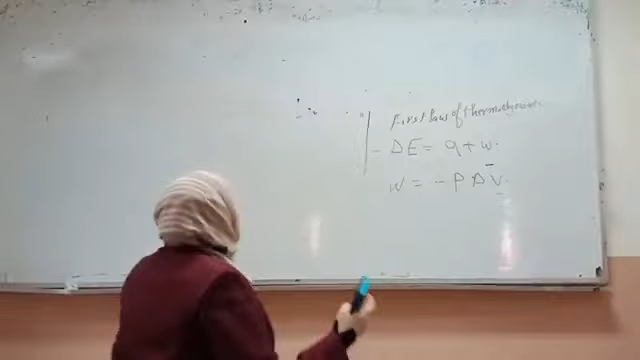 First law of thermodynamics
- ΔE = q + w.
w = - P ΔV.